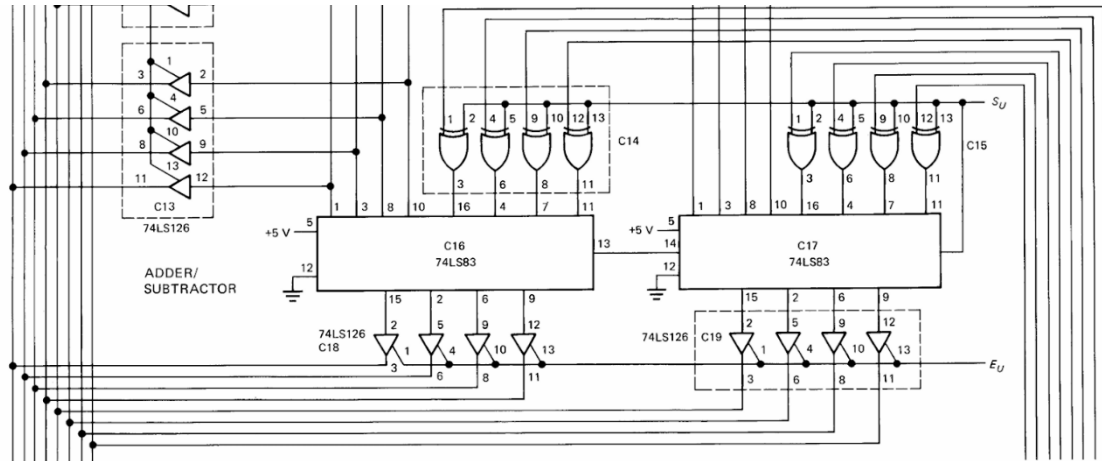 1
3 2
4
6 5
10
8 9
13
11 12
C13
74LS126
ADDER/
SUBTRACTOR
1 2 4 5 9 10 12 13
C14
3 6 8 11
1 2 4 5 9 10 12 13
S_U
C15
3 6 8 11
1 3 8 10 16 4 7 11
+5 V 5
C16
74LS83
12
13
15 2 6 9
1 3 8 10 16 4 7 11
+5 V 5
14
C17
74LS83
12
15 2 6 9
74LS126
C18
2 1 5 4 9 10 12 13
3 6 8 11
74LS126 C19
2 1 5 4 9 10 12 13
3 6 8 11
E_U